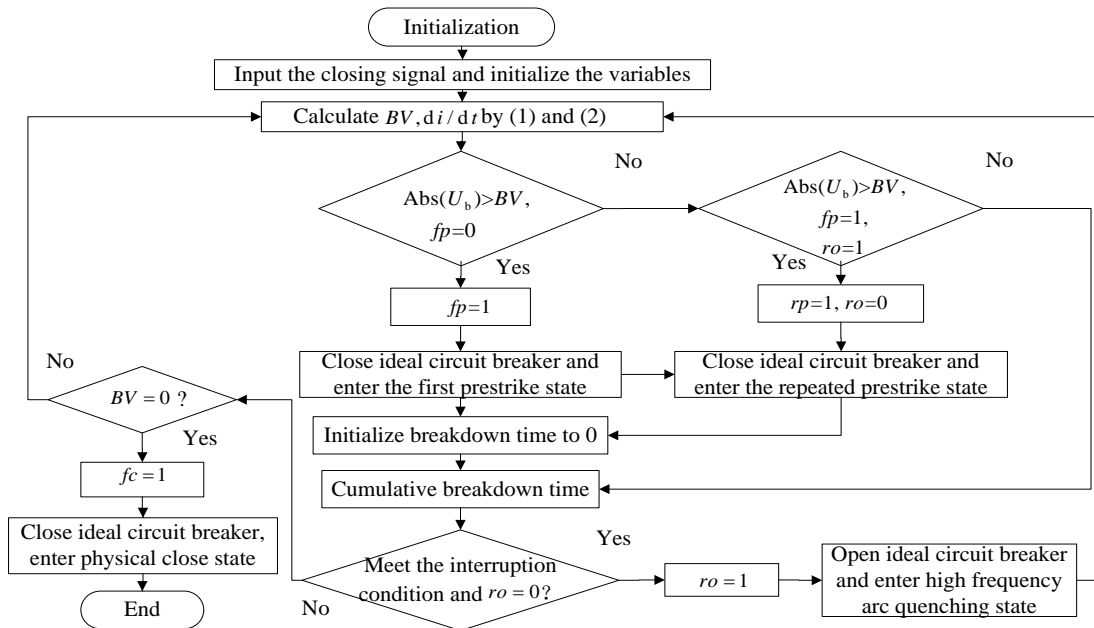 Initialization
Input the closing signal and initialize the variables
Calculate BV, di / dt by (1) and (2)
No
No
Abs(U_b)>BV,
fp=0
Abs(U_b)>BV,
fp=1,
ro=1
Yes
Yes
fp=1
rp=1, ro=0
Close ideal circuit breaker and
enter the first prestrike state
Close ideal circuit breaker and
enter the repeated prestrike state
No
BV = 0 ?
Yes
Initialize breakdown time to 0
fc = 1
Cumulative breakdown time
Close ideal circuit breaker,
enter physical close state
Yes
Meet the interruption
condition and ro = 0?
No
ro = 1
Open ideal circuit breaker
and enter high frequency
arc quenching state
End